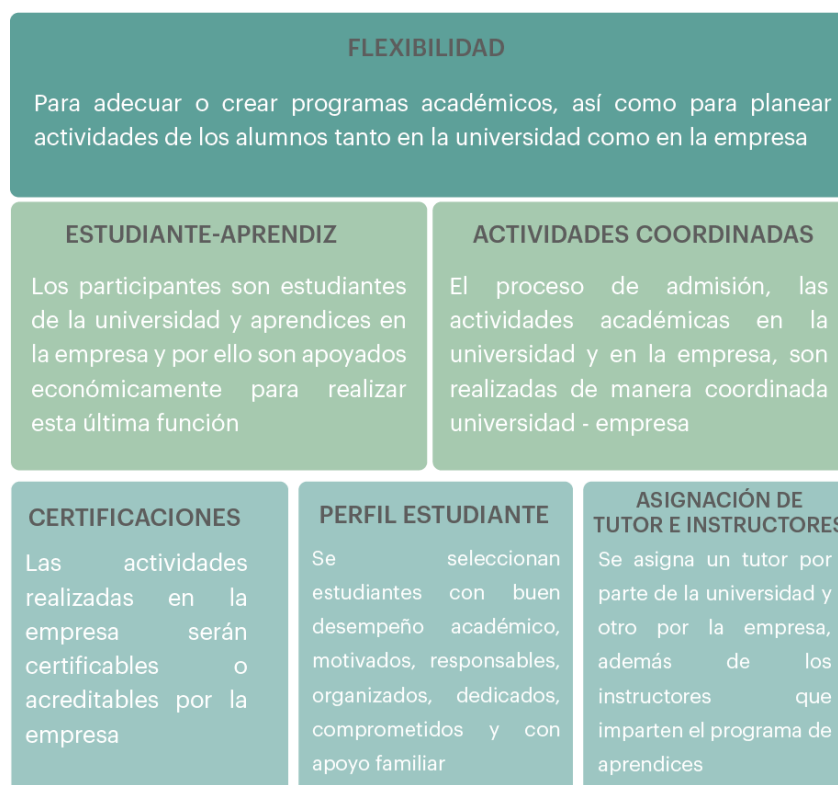 FLEXIBILIDAD
Para adecuar o crear programas académicos, así como para planear
actividades de los alumnos tanto en la universidad como en la empresa
ESTUDIANTE-APRENDIZ
Los participantes son estudiantes
de la universidad y aprendices en
la empresa y por ello son apoyados
económicamente para realizar
esta última función
ACTIVIDADES COORDINADAS
El proceso de admisión, las
actividades académicas en la
universidad y en la empresa, son
realizadas de manera coordinada
universidad - empresa
CERTIFICACIONES
Las actividades
realizadas en la
empresa serán
certificables o
acreditables por la
empresa
PERFIL ESTUDIANTE
Se seleccionan
estudiantes con buen
desempeño académico,
motivados, responsables,
organizados, dedicados,
comprometidos y con
apoyo familiar
ASIGNACIÓN DE
TUTOR E INSTRUCTORES
Se asigna un tutor por
parte de la universidad y
otro por la empresa,
además de los
instructores que
imparten el programa de
aprendices